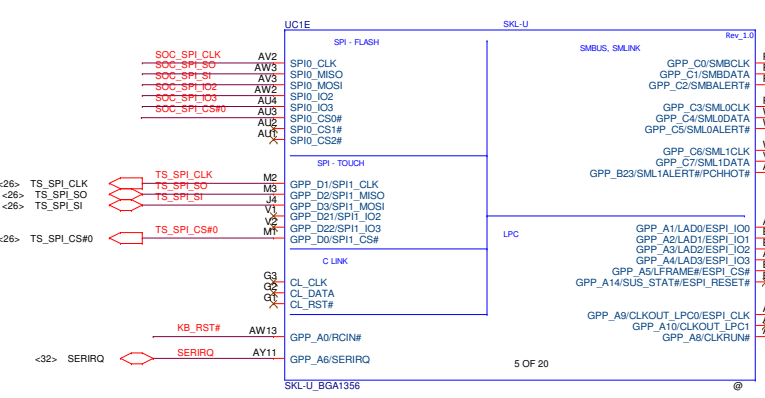 UC1E SKL-U
Rev_1.0
SPI - FLASH SMBUS, SMLINK
SOC_SPI_CLK AV2 SPI0_CLK GPP_C0/SMBCLK
SOC_SPI_SO AW3 SPI0_MISO GPP_C1/SMBDATA
SOC_SPI_SI AV3 SPI0_MOSI GPP_C2/SMBALERT#
SOC_SPI_IO2 AW2 SPI0_IO2
SOC_SPI_IO3 AU4 SPI0_IO3 GPP_C3/SML0CLK
SOC_SPI_CS#0 AU3 SPI0_CS0# GPP_C4/SML0DATA
AU2 SPI0_CS1# GPP_C5/SML0ALERT#
AU1 SPI0_CS2#
GPP_C6/SML1CLK
SPI - TOUCH GPP_C7/SML1DATA
GPP_B23/SML1ALERT#/PCHHOT#
<26> TS_SPI_CLK TS_SPI_CLK M2 GPP_D1/SPI1_CLK
<26> TS_SPI_SO TS_SPI_SO M3 GPP_D2/SPI1_MISO
<26> TS_SPI_SI TS_SPI_SI J4 GPP_D3/SPI1_MOSI
V1 GPP_D21/SPI1_IO2
V2 GPP_D22/SPI1_IO3
<26> TS_SPI_CS#0 TS_SPI_CS#0 M1 GPP_D0/SPI1_CS#
LPC
GPP_A1/LAD0/ESPI_IO0
GPP_A2/LAD1/ESPI_IO1
GPP_A3/LAD2/ESPI_IO2
C LINK GPP_A4/LAD3/ESPI_IO3
GPP_A5/LFRAME#/ESPI_CS#
G3 CL_CLK GPP_A14/SUS_STAT#/ESPI_RESET#
G2 CL_DATA
G1 CL_RST#
GPP_A9/CLKOUT_LPC0/ESPI_CLK
GPP_A10/CLKOUT_LPC1
KB_RST# AW13 GPP_A0/RCIN# GPP_A8/CLKRUN#
<32> SERIRQ SERIRQ AY11 GPP_A6/SERIRQ
5 OF 20
SKL-U_BGA1356 @